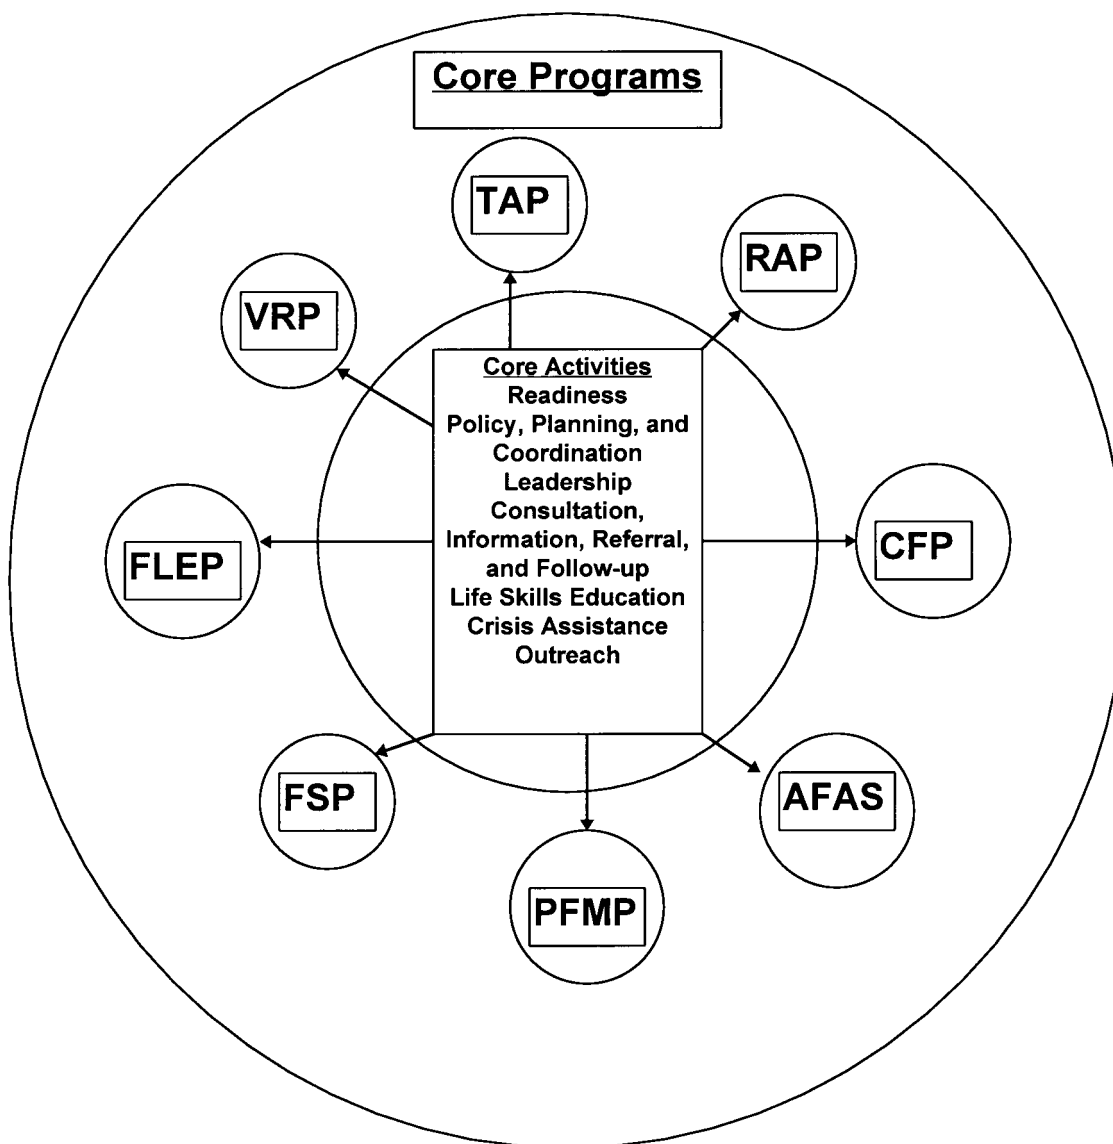 Core Programs
TAP
RAP
VRP
Core Activities
Readiness
Policy, Planning, and
Coordination
Leadership
Consultation,
Information, Referral,
and Follow-up
Life Skills Education
Crisis Assistance
Outreach
FLEP
CFP
FSP
AFAS
PFMP